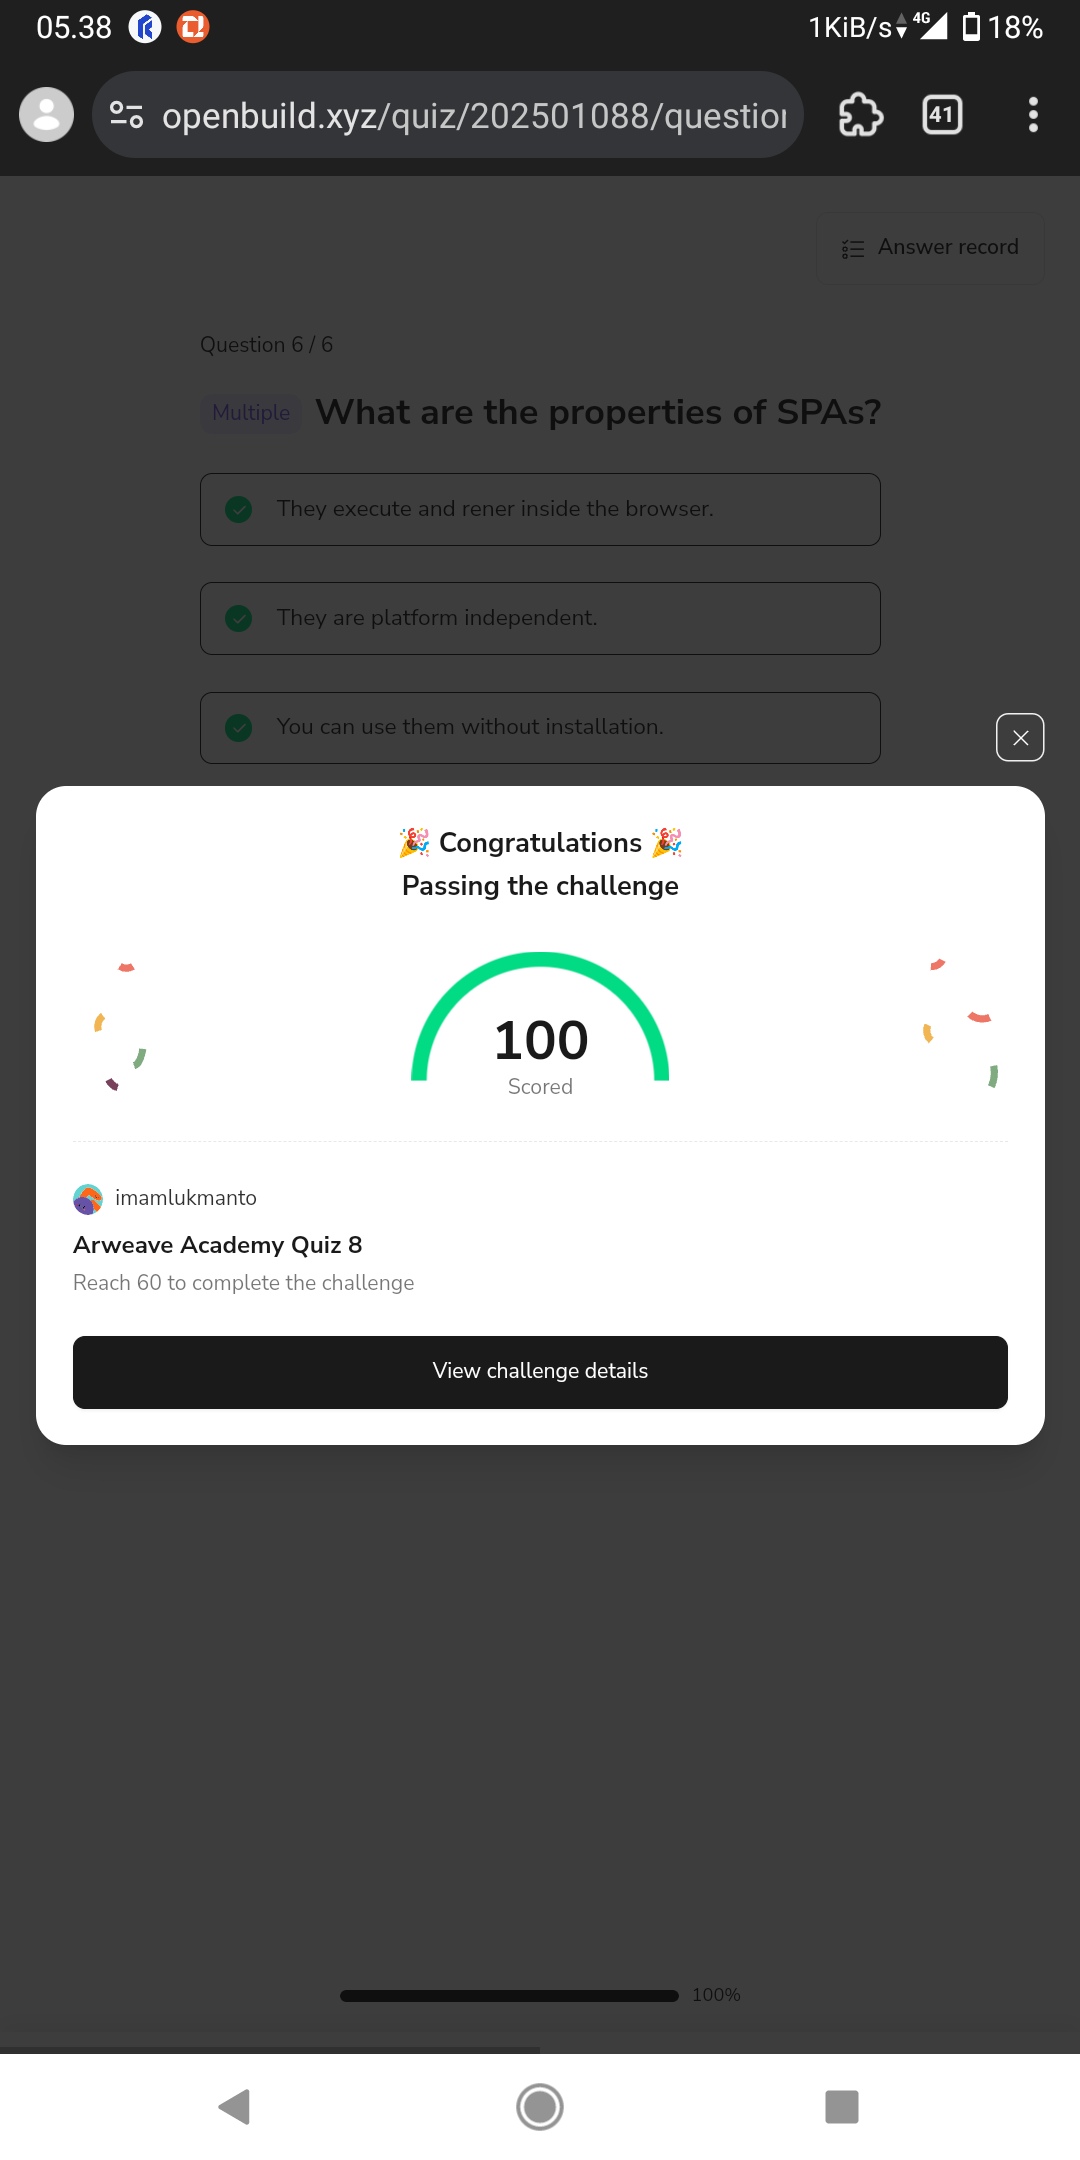 05.38
1KiB/s 4G 18%
openbuild.xyz/quiz/202501088/question
41
Answer record
Question 6 / 6
Multiple What are the properties of SPAs?
They execute and rener inside the browser.
They are platform independent.
You can use them without installation.
🎉 Congratulations 🎉
Passing the challenge
100
Scored
imamlukmanto
Arweave Academy Quiz 8
Reach 60 to complete the challenge
View challenge details
100%